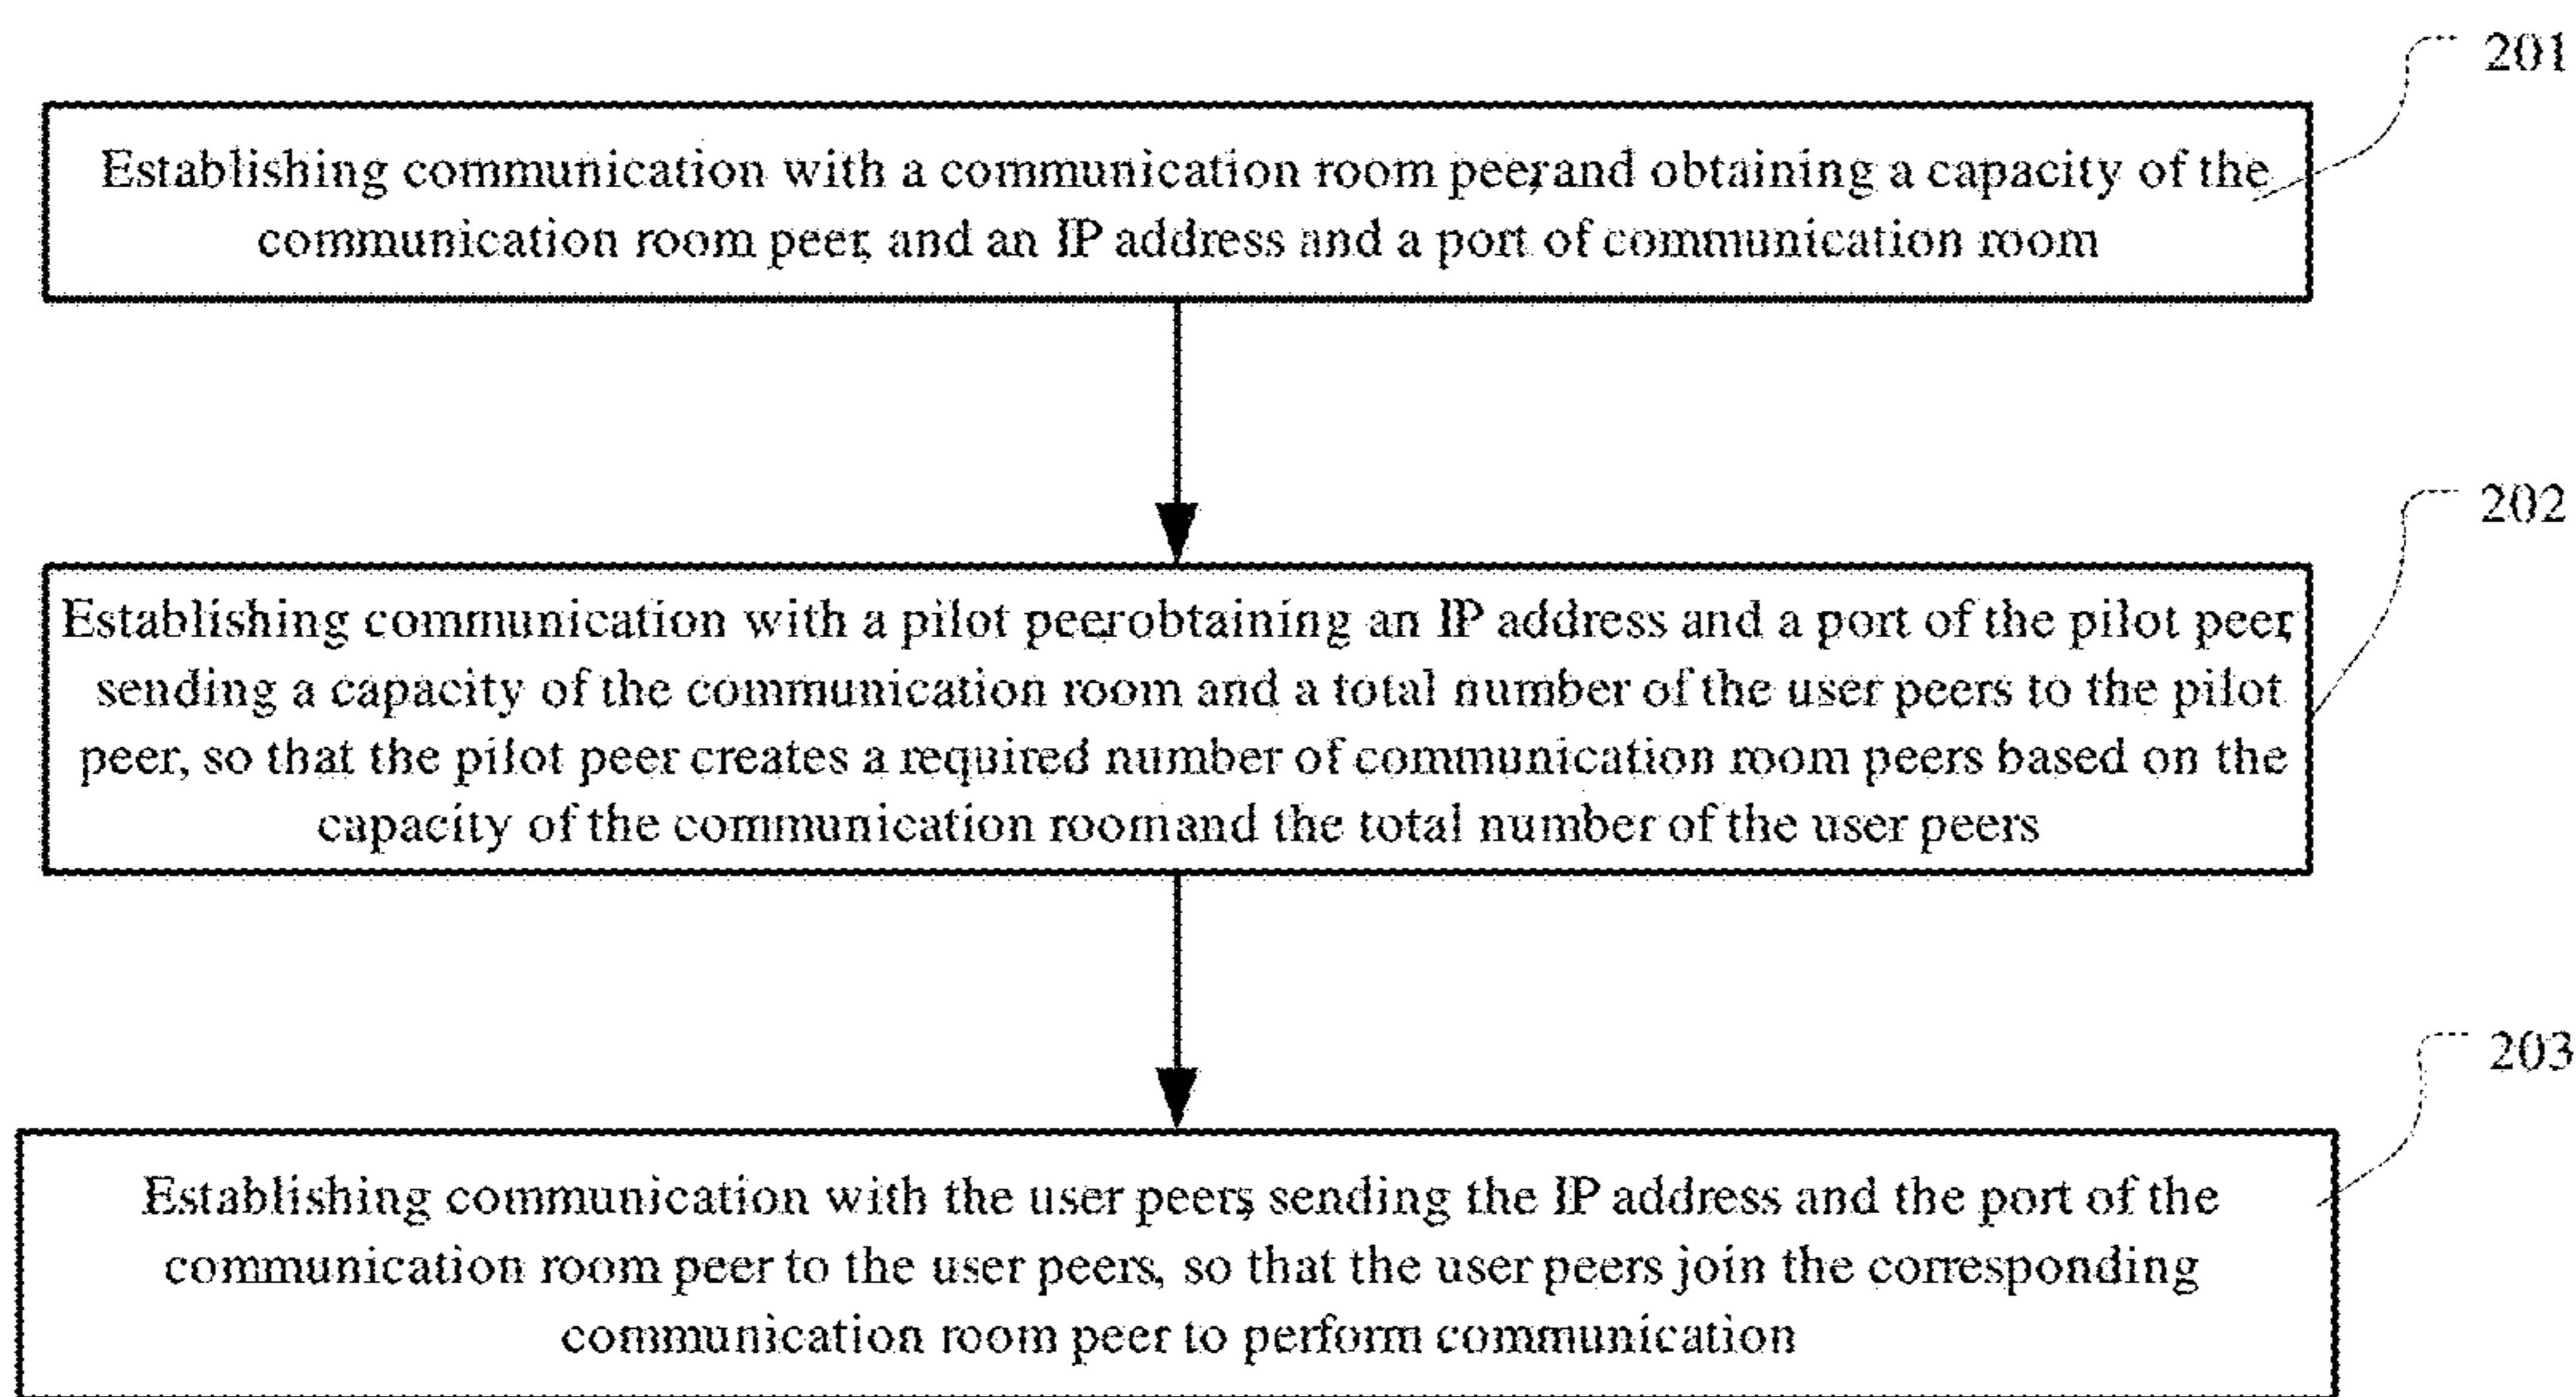 201
Establishing communication with a communication room peer, and obtaining a capacity of the
communication room peer, and an IP address and a port of communication room
202
Establishing communication with a pilot peer, obtaining an IP address and a port of the pilot peer,
sending a capacity of the communication room and a total number of the user peers to the pilot
peer, so that the pilot peer creates a required number of communication room peers based on the
capacity of the communication room and the total number of the user peers
203
Establishing communication with the user peers, sending the IP address and the port of the
communication room peer to the user peers, so that the user peers join the corresponding
communication room peer to perform communication